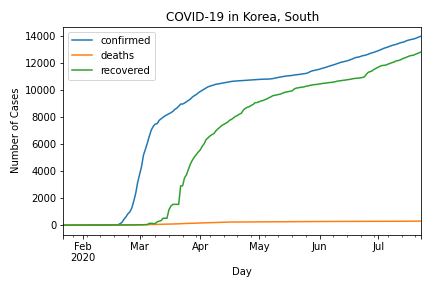 COVID-19 in Korea, South
confirmed
deaths
recovered
Number of Cases
14000
12000
10000
8000
6000
4000
2000
0
Feb Mar Apr May Jun Jul
2020
Day